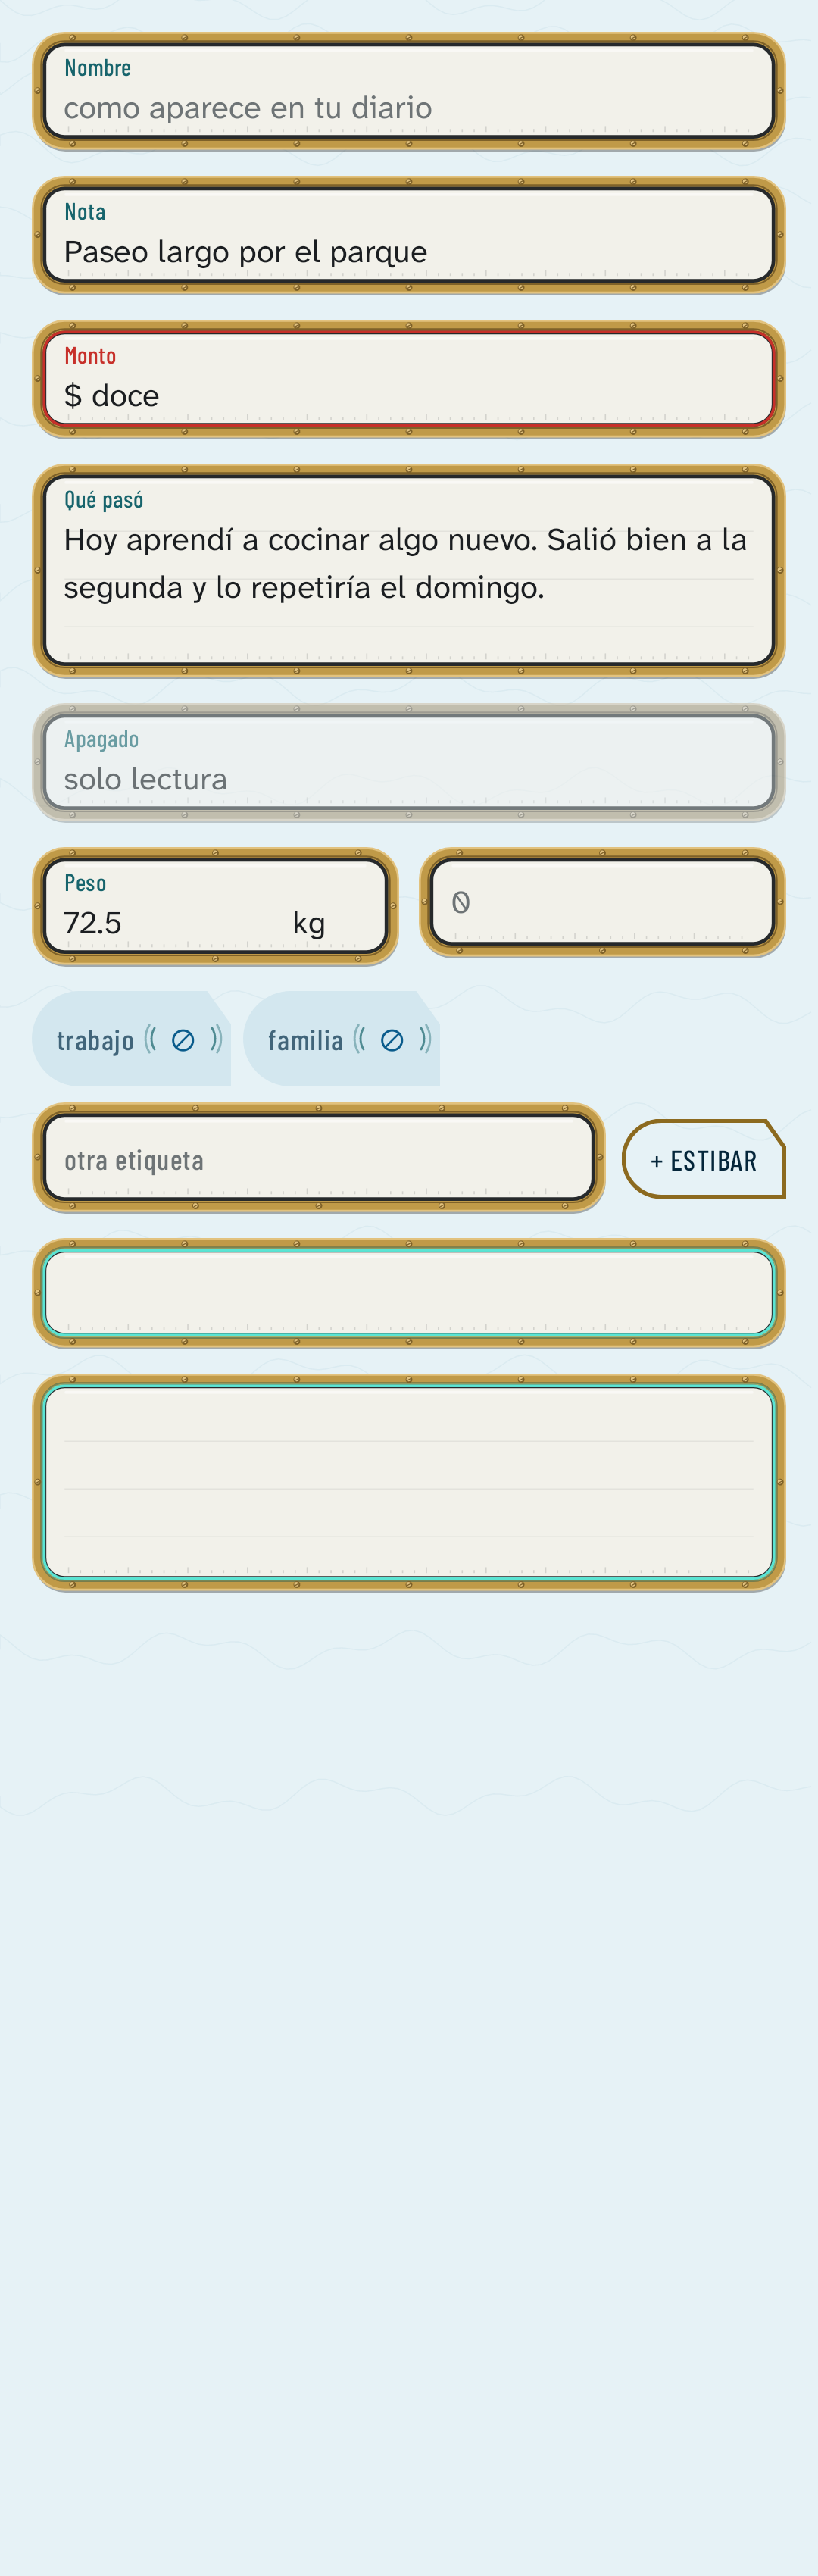 Nombre
como aparece en tu diario
Nota
Paseo largo por el parque
Monto
$ doce
Qué pasó
Hoy aprendí a cocinar algo nuevo. Salió bien a la
segunda y lo repetiría el domingo.
Apagado
solo lectura
Peso
72.5 kg
0
trabajo
familia
otra etiqueta
+ ESTIBAR